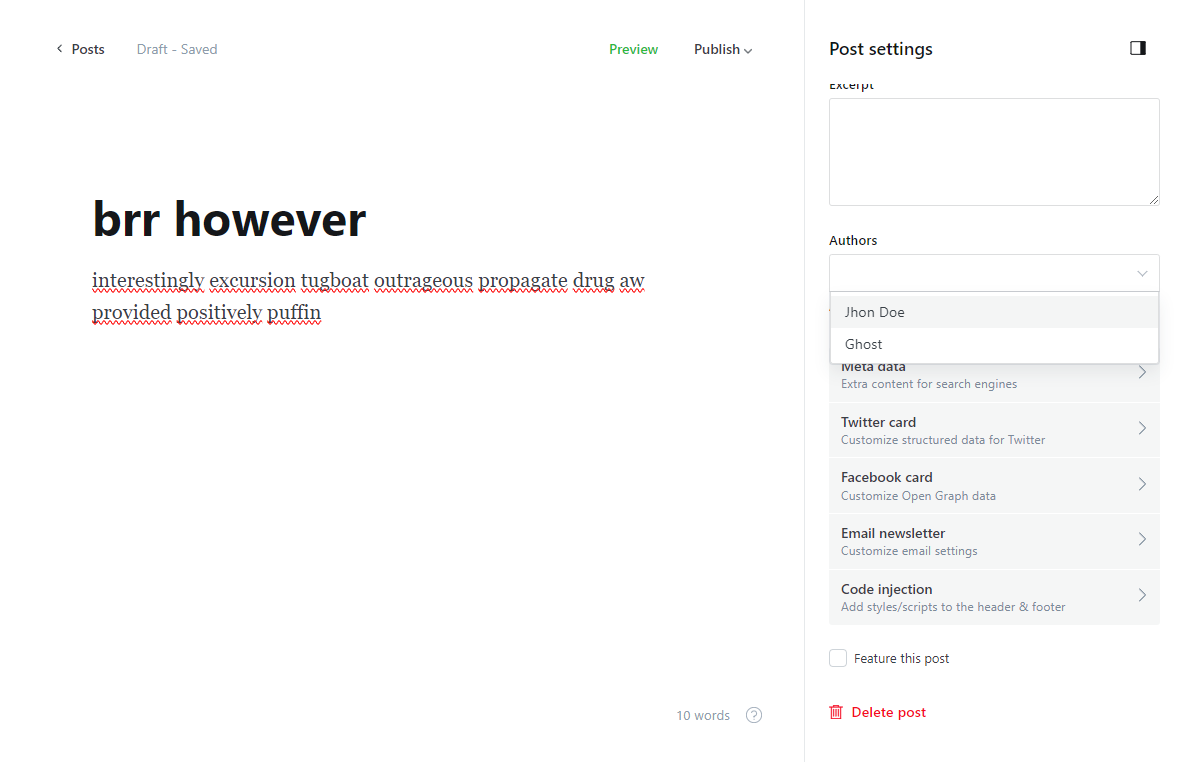 Posts
Draft - Saved
Preview
Publish
Post settings
Excerpt
brr however
interestingly excursion tugboat outrageous propagate drug aw
provided positively puffin
Authors
Jhon Doe
Ghost
Meta data
Extra content for search engines
Twitter card
Customize structured data for Twitter
Facebook card
Customize Open Graph data
Email newsletter
Customize email settings
Code injection
Add styles/scripts to the header & footer
Feature this post
10 words
?
Delete post